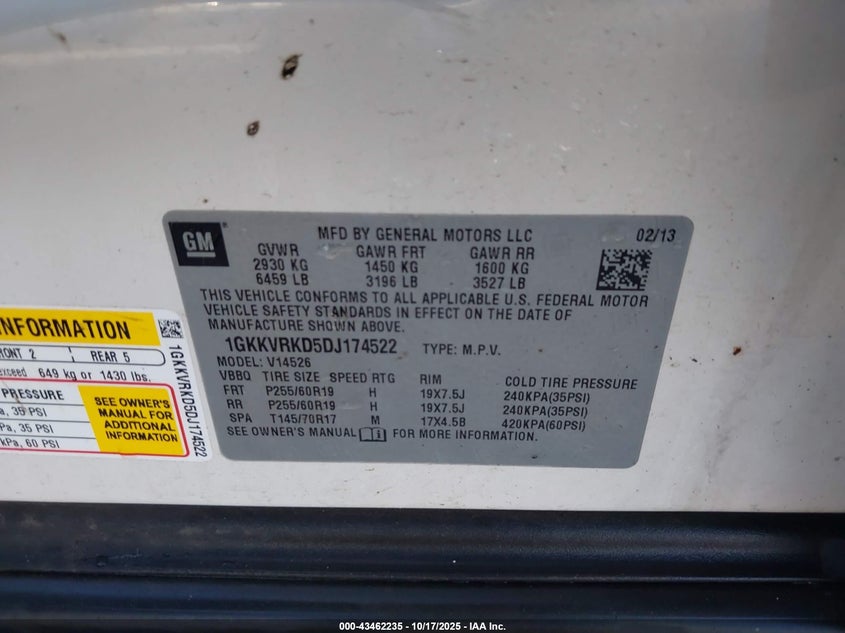 GM
MFD BY GENERAL MOTORS LLC 02/13
GVWR GAWR FRT GAWR RR
2930 KG 1450 KG 1600 KG
6459 LB 3196 LB 3527 LB
THIS VEHICLE CONFORMS TO ALL APPLICABLE U.S. FEDERAL MOTOR
VEHICLE SAFETY STANDARDS IN EFFECT ON THE DATE OF
MANUFACTURE SHOWN ABOVE.
1GKKVRKD5DJ174522 TYPE: M.P.V.
MODEL: V14526
VBBQ TIRE SIZE SPEED RTG RIM COLD TIRE PRESSURE
FRT P255/60R19 H 19X7.5J 240KPA(35PSI)
RR P255/60R19 H 19X7.5J 240KPA(35PSI)
SPA T145/70R17 M 17X4.5B 420KPA(60PSI)
SEE OWNER'S MANUAL FOR MORE INFORMATION.
INFORMATION
RONT 2 REAR 5
exceed 649 kg or 1430 lbs.
PRESSURE
a, 35 PSI
Pa, 35 PSI
kPa, 60 PSI
SEE OWNER'S
MANUAL FOR
ADDITIONAL
INFORMATION
1GKKVRKD5DJ174522
000-43462235 - 10/17/2025 - IAA Inc.